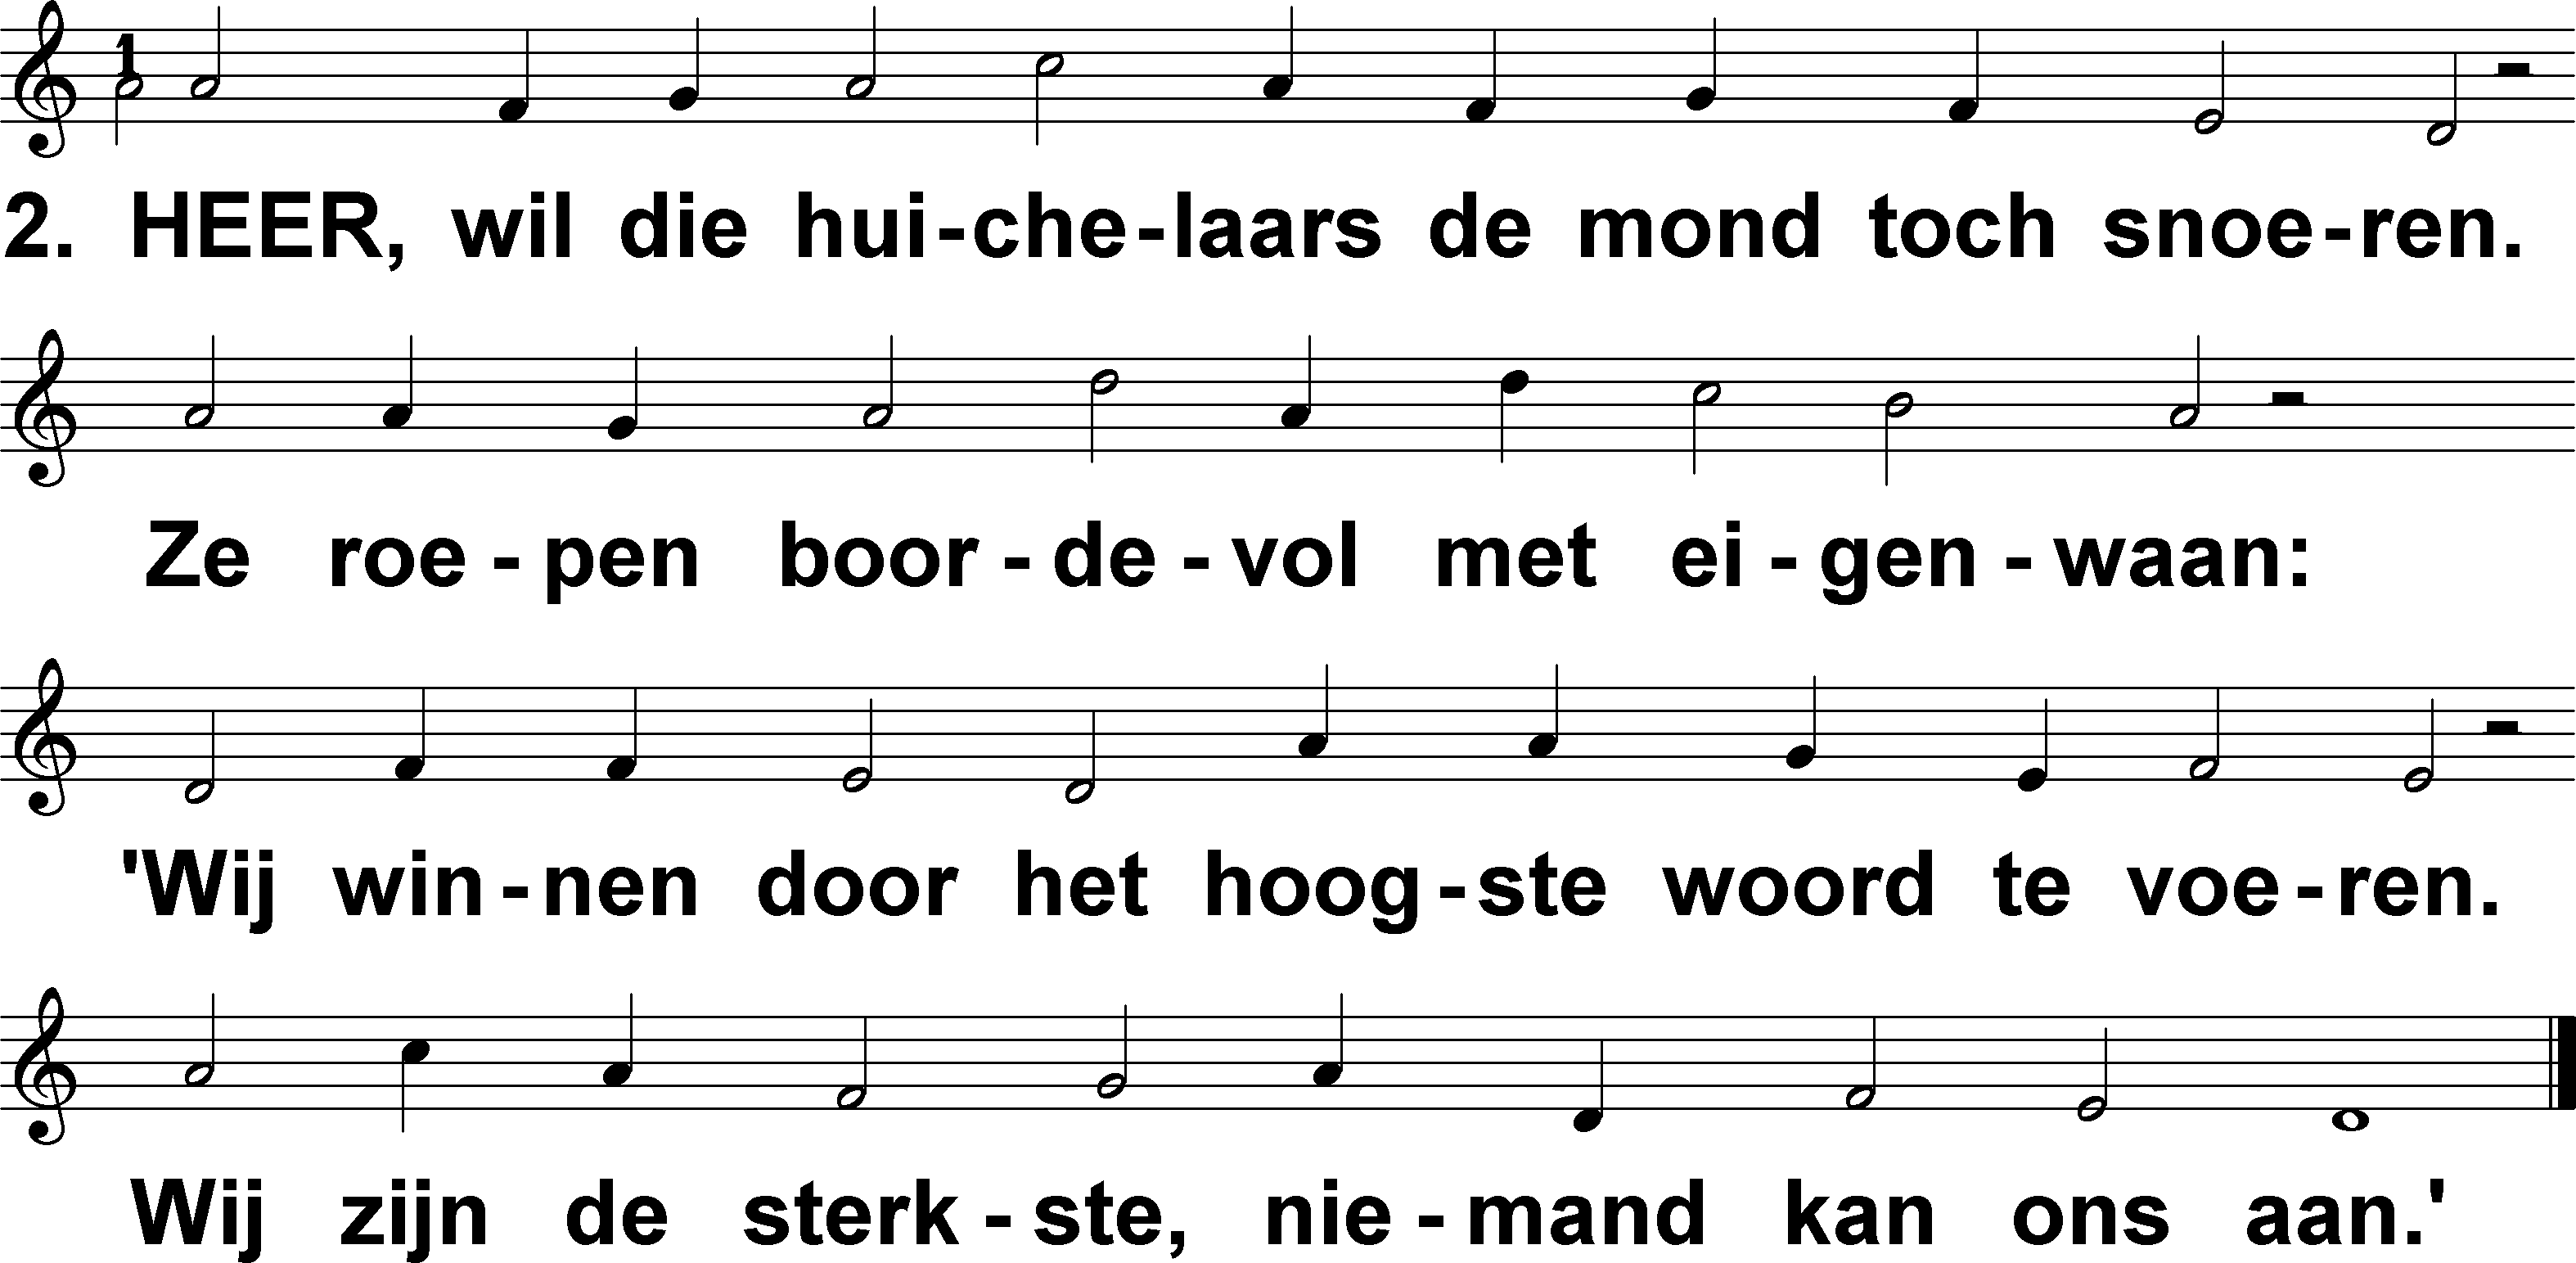 1
2. HEER, wil die hui-che-laars de mond toch snoe-ren.
Ze roe-pen boor-de-vol met ei-gen-waan:
'Wij win-nen door het hoog-ste woord te voe-ren.
Wij zijn de sterk-ste, nie-mand kan ons aan.'